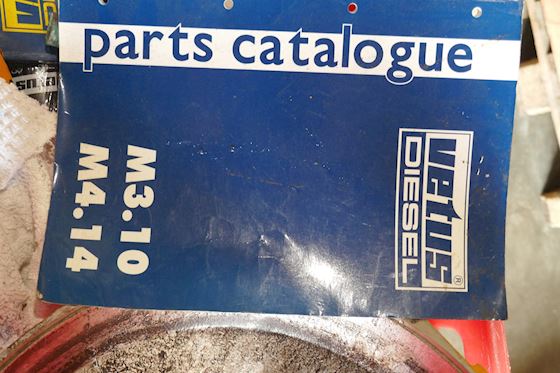 parts catalogue
vetus®
DIESEL
M3.10
M4.14